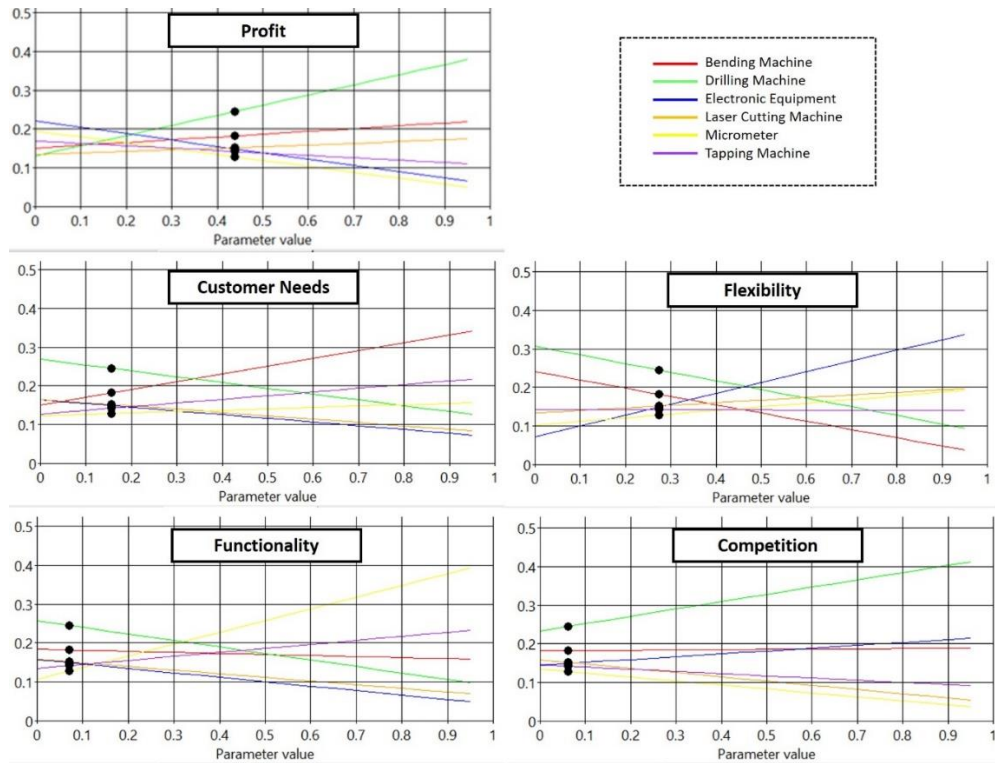 Profit
0.5
0.4
0.3
0.2
0.1
0
0 0.1 0.2 0.3 0.4 0.5 0.6 0.7 0.8 0.9 1
Parameter value
Bending Machine
Drilling Machine
Electronic Equipment
Laser Cutting Machine
Micrometer
Tapping Machine
Customer Needs
0.5
0.4
0.3
0.2
0.1
0
0 0.1 0.2 0.3 0.4 0.5 0.6 0.7 0.8 0.9 1
Parameter value
Flexibility
0.5
0.4
0.3
0.2
0.1
0
0 0.1 0.2 0.3 0.4 0.5 0.6 0.7 0.8 0.9 1
Parameter value
Functionality
0.5
0.4
0.3
0.2
0.1
0
0 0.1 0.2 0.3 0.4 0.5 0.6 0.7 0.8 0.9 1
Parameter value
Competition
0.5
0.4
0.3
0.2
0.1
0
0 0.1 0.2 0.3 0.4 0.5 0.6 0.7 0.8 0.9 1
Parameter value